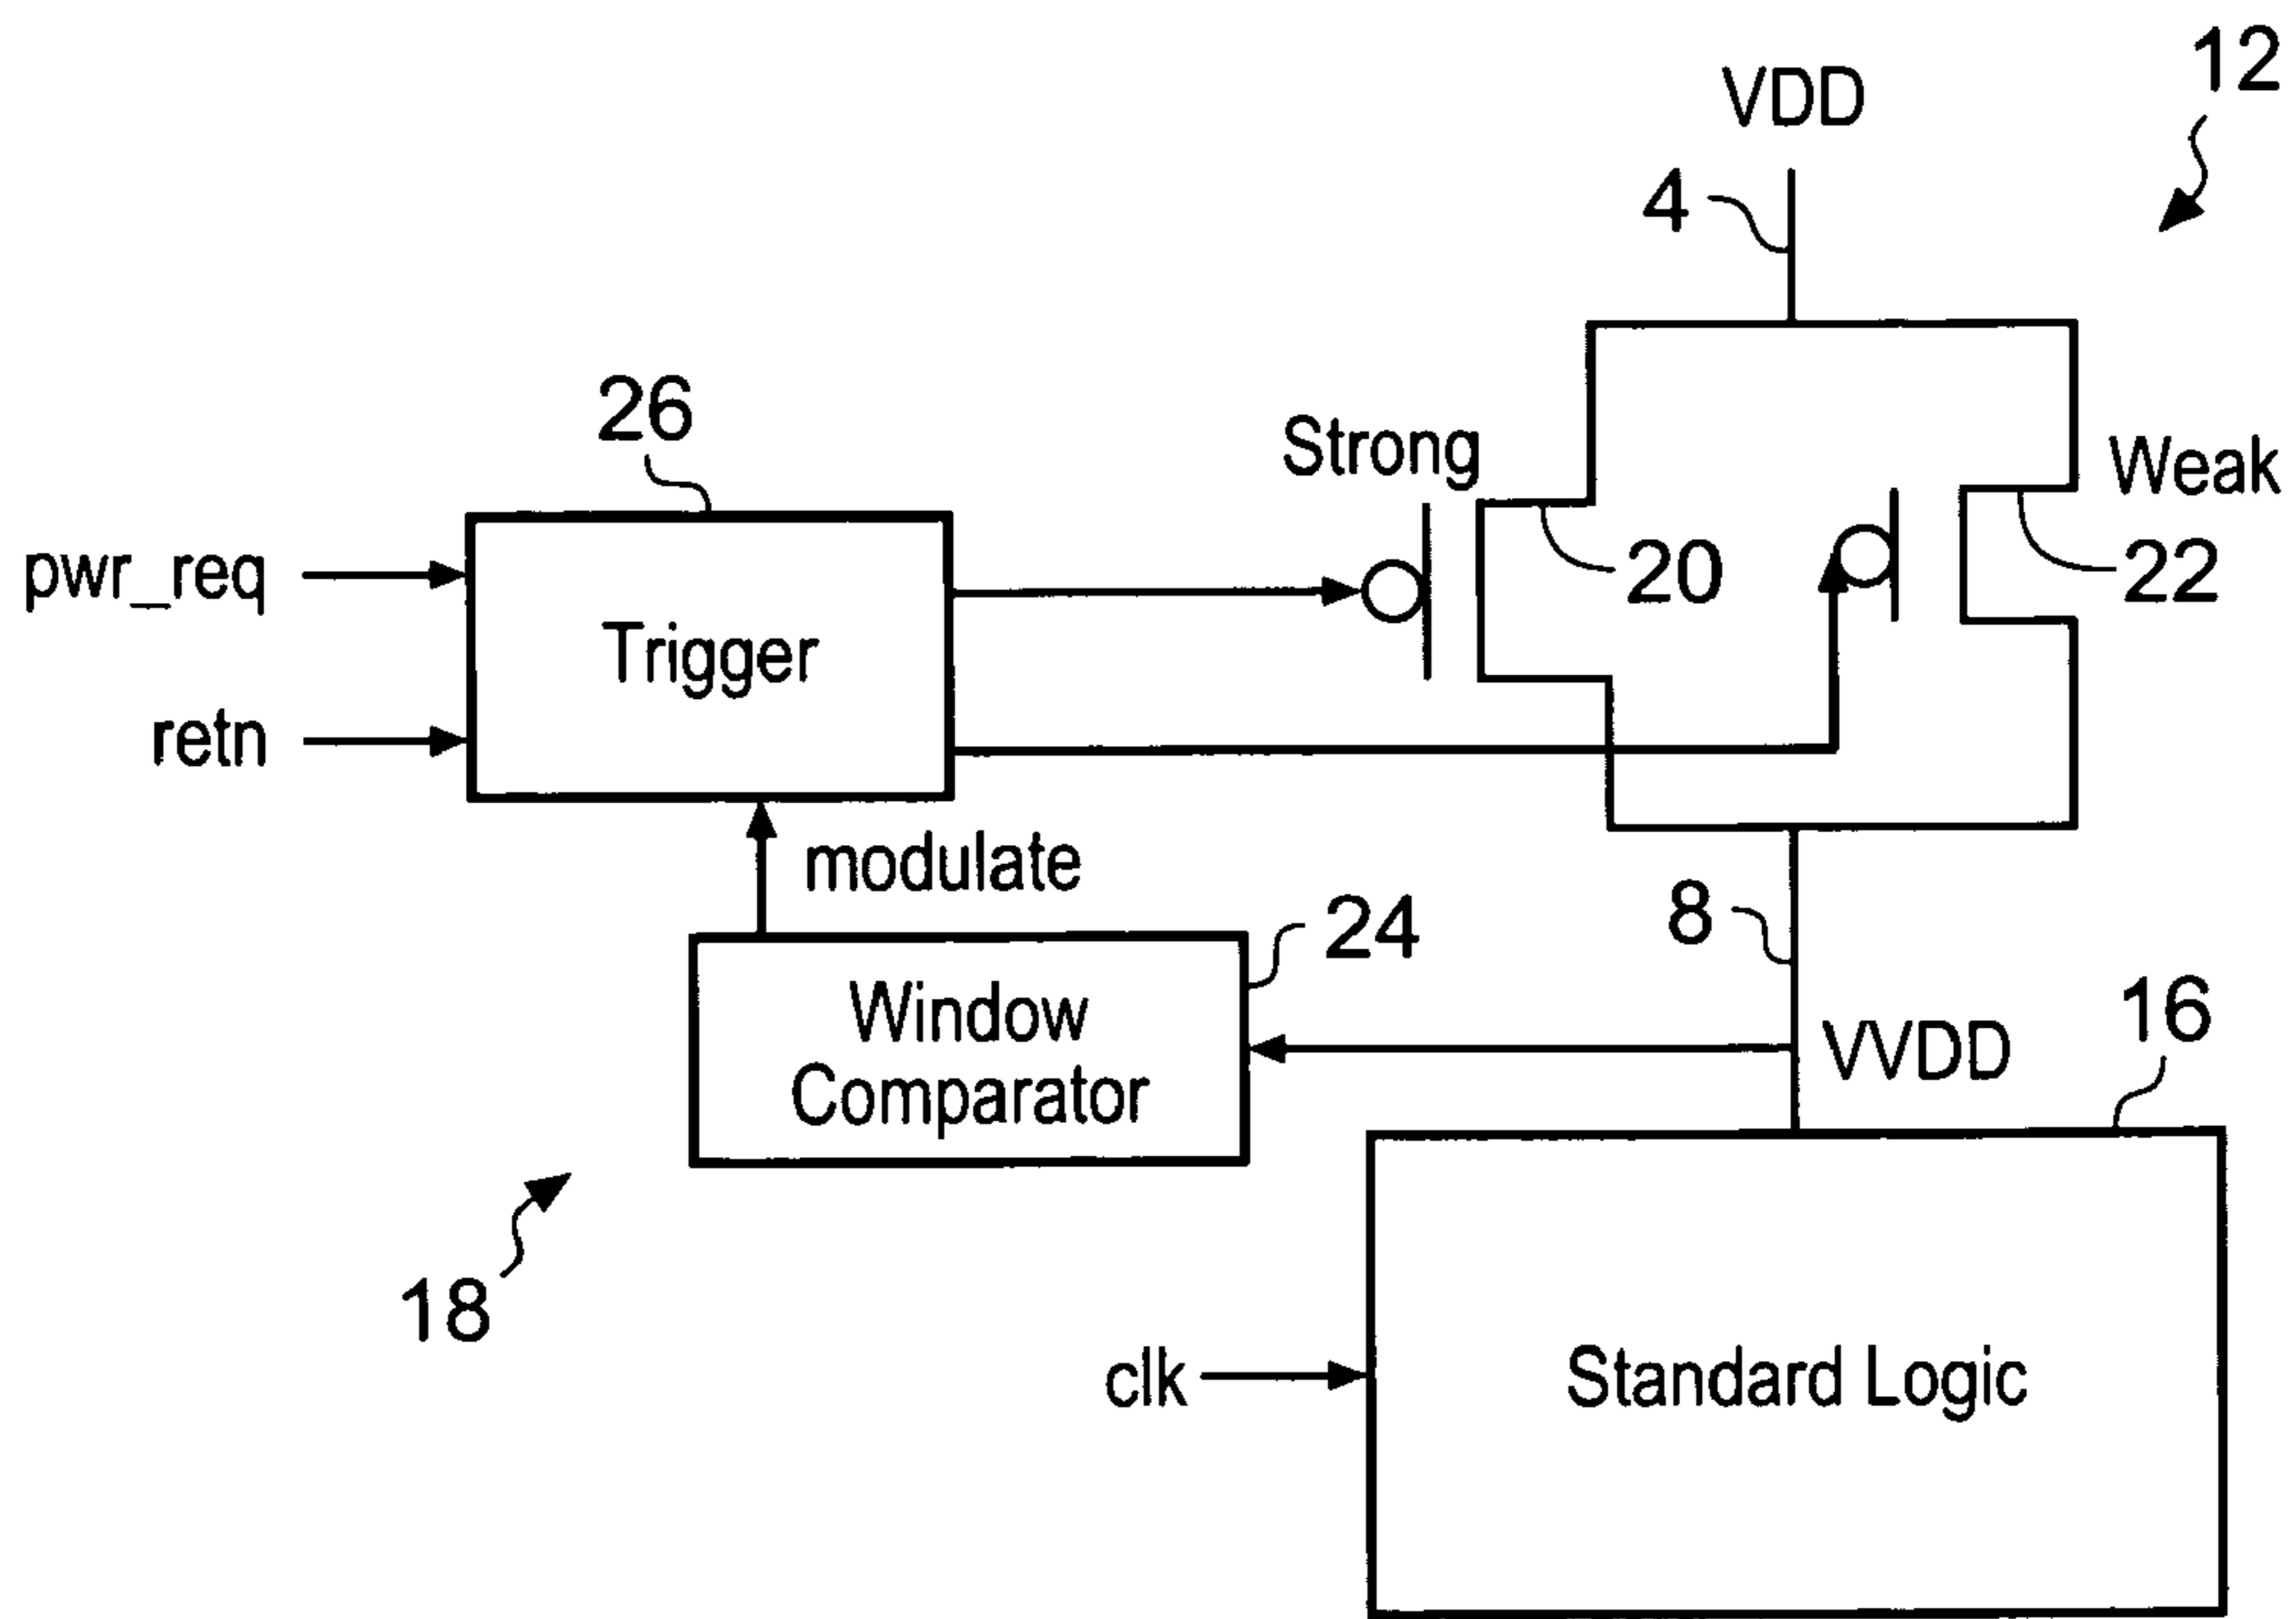 12
VDD
4
26
Strong
Weak
20
22
pwr_req
Trigger
retn
modulate
8
24
Window
Comparator
VVDD
16
18
clk
Standard Logic